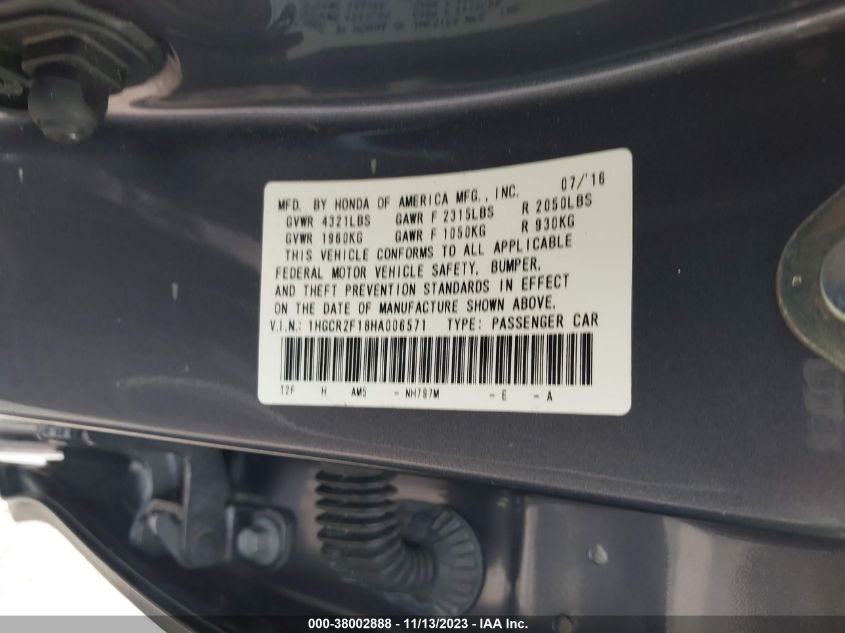 MFD. BY HONDA OF AMERICA MFG., INC. 07/'16
GVWR 4321LBS GAWR F 2315LBS R 2050LBS
GVWR 1960KG GAWR F 1050KG R 930KG
THIS VEHICLE CONFORMS TO ALL APPLICABLE
FEDERAL MOTOR VEHICLE SAFETY, BUMPER,
AND THEFT PREVENTION STANDARDS IN EFFECT
ON THE DATE OF MANUFACTURE SHOWN ABOVE.
V.I.N.: 1HGCR2F18HA006571 TYPE: PASSENGER CAR
T2F H AM5 - NH797M - E - A
000-38002888 - 11/13/2023 - IAA Inc.